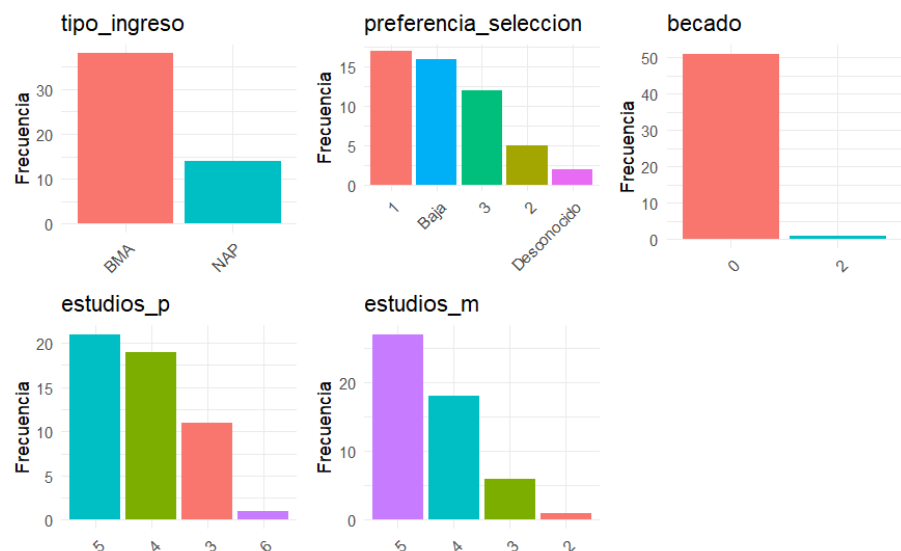 tipo_ingreso
Frecuencia
30
20
10
0
BMA
NAP
preferencia_seleccion
Frecuencia
15
10
5
0
1
Baja
3
2
Desconocido
becado
Frecuencia
50
40
30
20
10
0
0
2
estudios_p
Frecuencia
20
15
10
5
0
5
4
3
6
estudios_m
Frecuencia
20
10
0
5
4
3
2